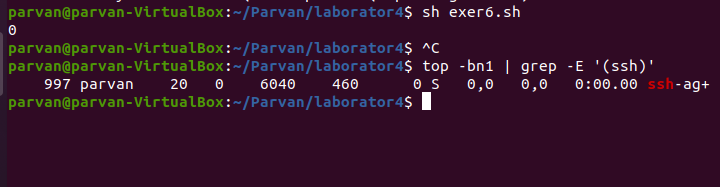 parvan@parvan-VirtualBox:~/Parvan/laborator4$ sh exer6.sh
0
parvan@parvan-VirtualBox:~/Parvan/laborator4$ ^C
parvan@parvan-VirtualBox:~/Parvan/laborator4$ top -bn1 | grep -E '(ssh)'
    997 parvan    20   0    6040    460      0 S   0,0   0,0   0:00.00 ssh-ag+
parvan@parvan-VirtualBox:~/Parvan/laborator4$